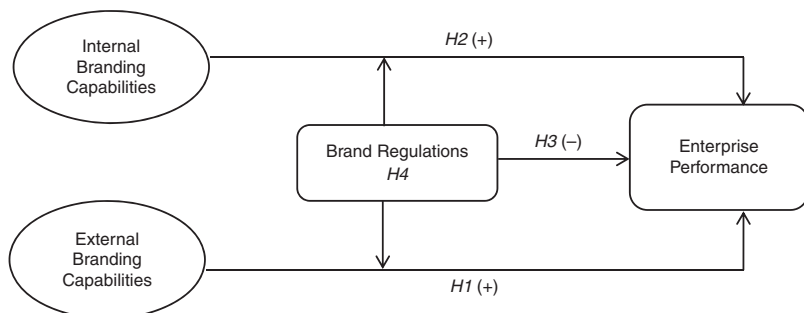 Internal
Branding
Capabilities
H2 (+)
Brand Regulations
H4
H3 (–)
Enterprise
Performance
External
Branding
Capabilities
H1 (+)